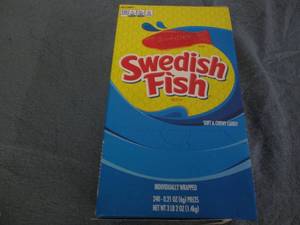 Swedish
Fish
SOFT & CHEWY CANDY
INDIVIDUALLY WRAPPED
240 - 0.21 OZ (6g) PIECES
NET WT 3 LB 2 OZ (1.4kg)